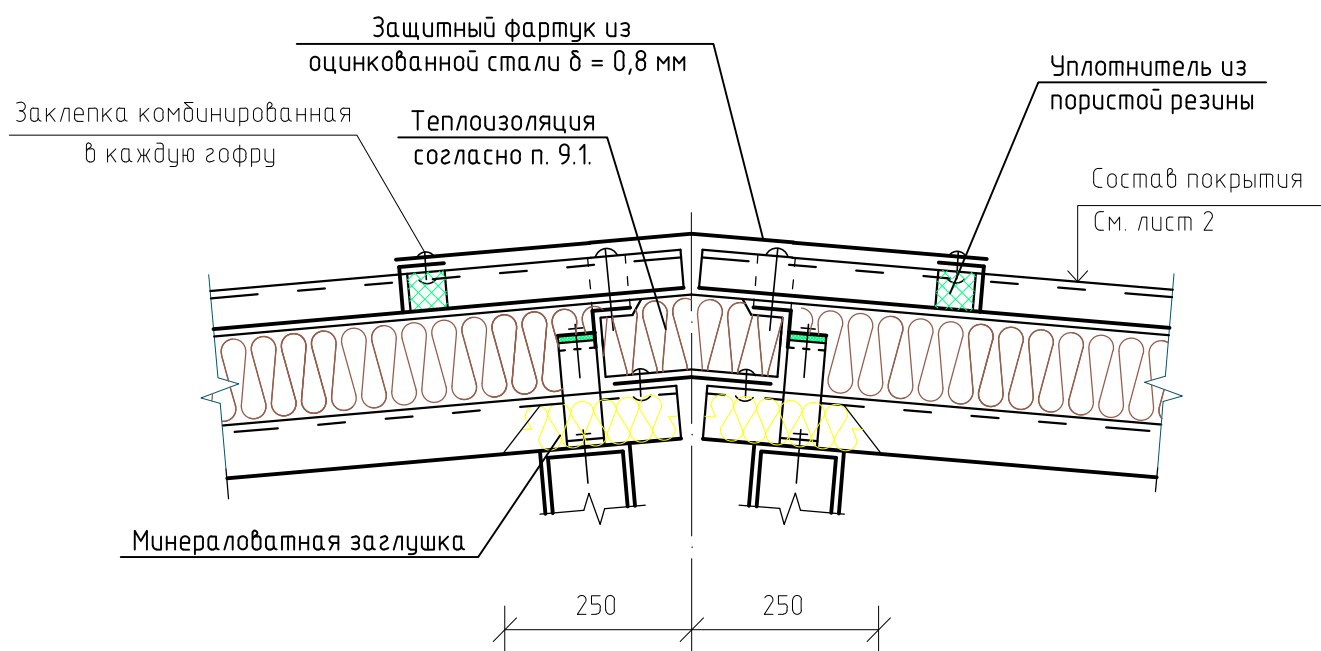 Защитный фартук из
оцинкованной стали δ = 0,8 мм
Уплотнитель из
пористой резины
Заклепка комбинированная
в каждую гофру
Теплоизоляция
согласно п. 9.1.
Состав покрытия
См. лист 2
Минераловатная заглушка
250
250